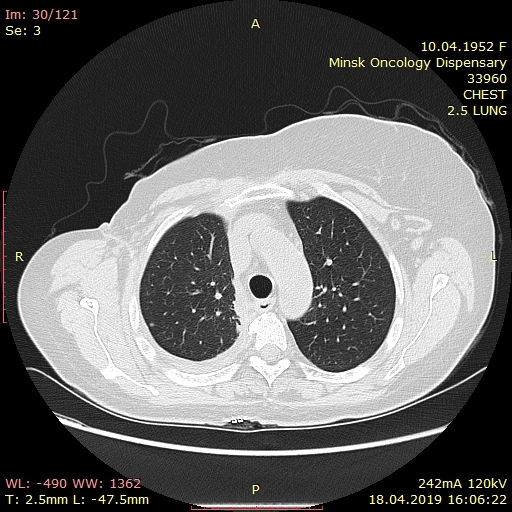 Im: 30/121
Se: 3
A
10.04.1952 F
Minsk Oncology Dispensary
33960
CHEST
2.5 LUNG
R
L
WL: -490 WW: 1362
T: 2.5mm L: -47.5mm
P
242mA 120kV
18.04.2019 16:06:22